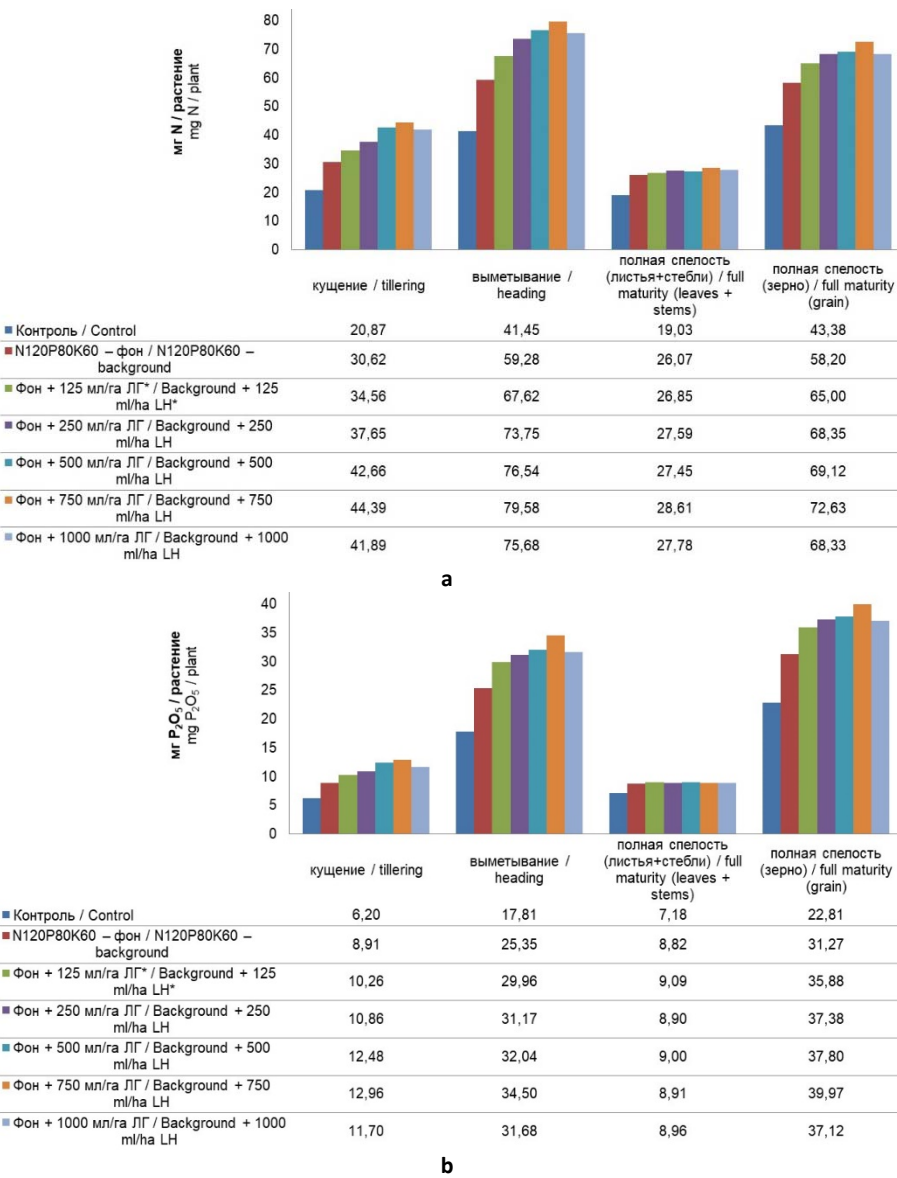 мг N / растение
mg N / plant
80
70
60
50
40
30
20
10
0
кущение / tillering
выметывание /
heading
полная спелость
(листья+стебли) / full
maturity (leaves +
stems)
полная спелость
(зерно) / full maturity
(grain)
Контроль / Control 20,87 41,45 19,03 43,38
N120P80K60 – фон / N120P80K60 –
background
30,62 59,28 26,07 58,20
Фон + 125 мл/га ЛГ* / Background + 125
ml/ha LH*
34,56 67,62 26,85 65,00
Фон + 250 мл/га ЛГ / Background + 250
ml/ha LH
37,65 73,75 27,59 68,35
Фон + 500 мл/га ЛГ / Background + 500
ml/ha LH
42,66 76,54 27,45 69,12
Фон + 750 мл/га ЛГ / Background + 750
ml/ha LH
44,39 79,58 28,61 72,63
Фон + 1000 мл/га ЛГ / Background + 1000
ml/ha LH
41,89 75,68 27,78 68,33
a
мг P₂O₅ / растение
mg P₂O₅ / plant
40
35
30
25
20
15
10
5
0
кущение / tillering
выметывание /
heading
полная спелость
(листья+стебли) / full
maturity (leaves +
stems)
полная спелость
(зерно) / full maturity
(grain)
Контроль / Control 6,20 17,81 7,18 22,81
N120P80K60 – фон / N120P80K60 –
background
8,91 25,35 8,82 31,27
Фон + 125 мл/га ЛГ* / Background + 125
ml/ha LH*
10,26 29,96 9,09 35,88
Фон + 250 мл/га ЛГ / Background + 250
ml/ha LH
10,86 31,17 8,90 37,38
Фон + 500 мл/га ЛГ / Background + 500
ml/ha LH
12,48 32,04 9,00 37,80
Фон + 750 мл/га ЛГ / Background + 750
ml/ha LH
12,96 34,50 8,91 39,97
Фон + 1000 мл/га ЛГ / Background + 1000
ml/ha LH
11,70 31,68 8,96 37,12
b